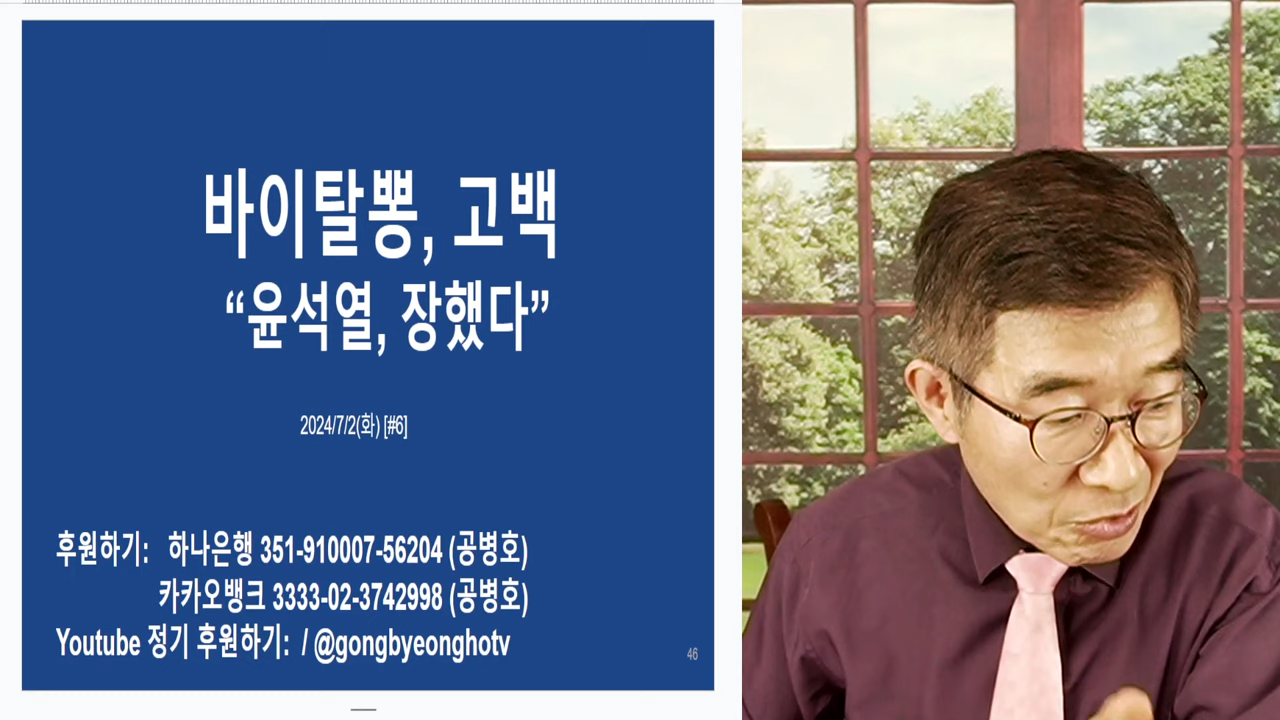 바이탈뽕, 고백
“윤석열, 장했다”
2024/7/2(화) [#6]
후원하기: 하나은행 351-910007-56204 (공병호)
카카오뱅크 3333-02-3742998 (공병호)
Youtube 정기 후원하기: / @gongbyeonghotv
46